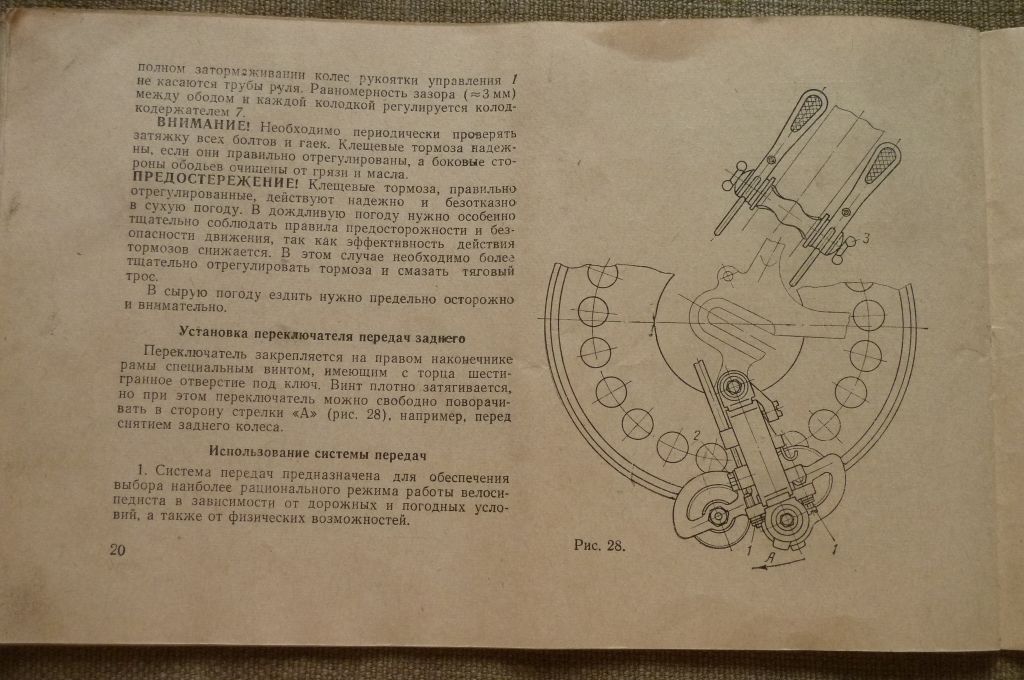 полном затормаживании колес рукоятки управления 1
не касаются трубы руля. Равномерность зазора (≈3 мм)
между ободом и каждой колодкой регулируется колод-
кодержателем 7.
ВНИМАНИЕ! Необходимо периодически проверять
затяжку всех болтов и гаек. Клещевые тормоза надеж-
ны, если они правильно отрегулированы, а боковые сто-
роны ободьев очищены от грязи и масла.
ПРЕДОСТЕРЕЖЕНИЕ! Клещевые тормоза, правильно
отрегулированные, действуют надежно и безотказно
в сухую погоду. В дождливую погоду нужно особенно
тщательно соблюдать правила предосторожности и без-
опасности движения, так как эффективность действия
тормозов снижается. В этом случае необходимо более
тщательно отрегулировать тормоза и смазать тяговый
трос.
В сырую погоду ездить нужно предельно осторожно
и внимательно.
Установка переключателя передач заднего
Переключатель закрепляется на правом наконечнике
рамы специальным винтом, имеющим с торца шести-
гранное отверстие под ключ. Винт плотно затягивается,
но при этом переключатель можно свободно поворачи-
вать в сторону стрелки «А» (рис. 28), например, перед
снятием заднего колеса.
Использование системы передач
1. Система передач предназначена для обеспечения
выбора наиболее рационального режима работы велоси-
педиста в зависимости от дорожных и погодных усло-
вий, а также от физических возможностей.
20
3
2
1
1
А
Рис. 28.